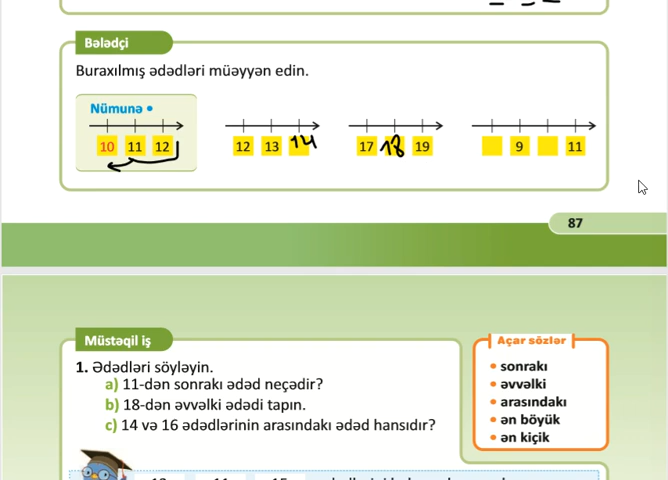 Bələdçi
Buraxılmış ədədləri müəyyən edin.
Nümunə •
10 11 12
12 13 14
17 18 19
9 11
87
Müstəqil iş
1. Ədədləri söyləyin.
a) 11-dən sonrakı ədəd neçədir?
b) 18-dən əvvəlki ədədi tapın.
c) 14 və 16 ədədlərinin arasındakı ədəd hansıdır?
Açar sözlər
• sonrakı
• əvvəlki
• arasındakı
• ən böyük
• ən kiçik